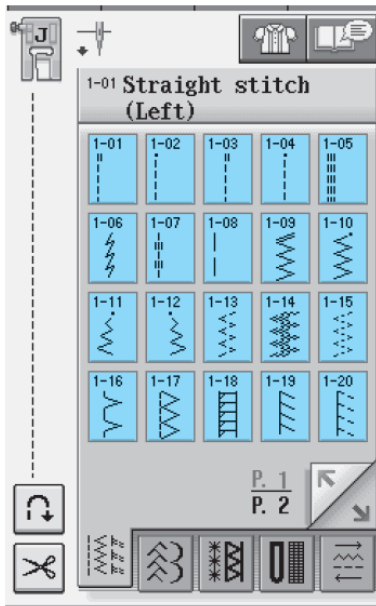 J
1-01 Straight stitch
(Left)
1-01 1-02 1-03 1-04 1-05
1-06 1-07 1-08 1-09 1-10
1-11 1-12 1-13 1-14 1-15
1-16 1-17 1-18 1-19 1-20
P. 1
P. 2